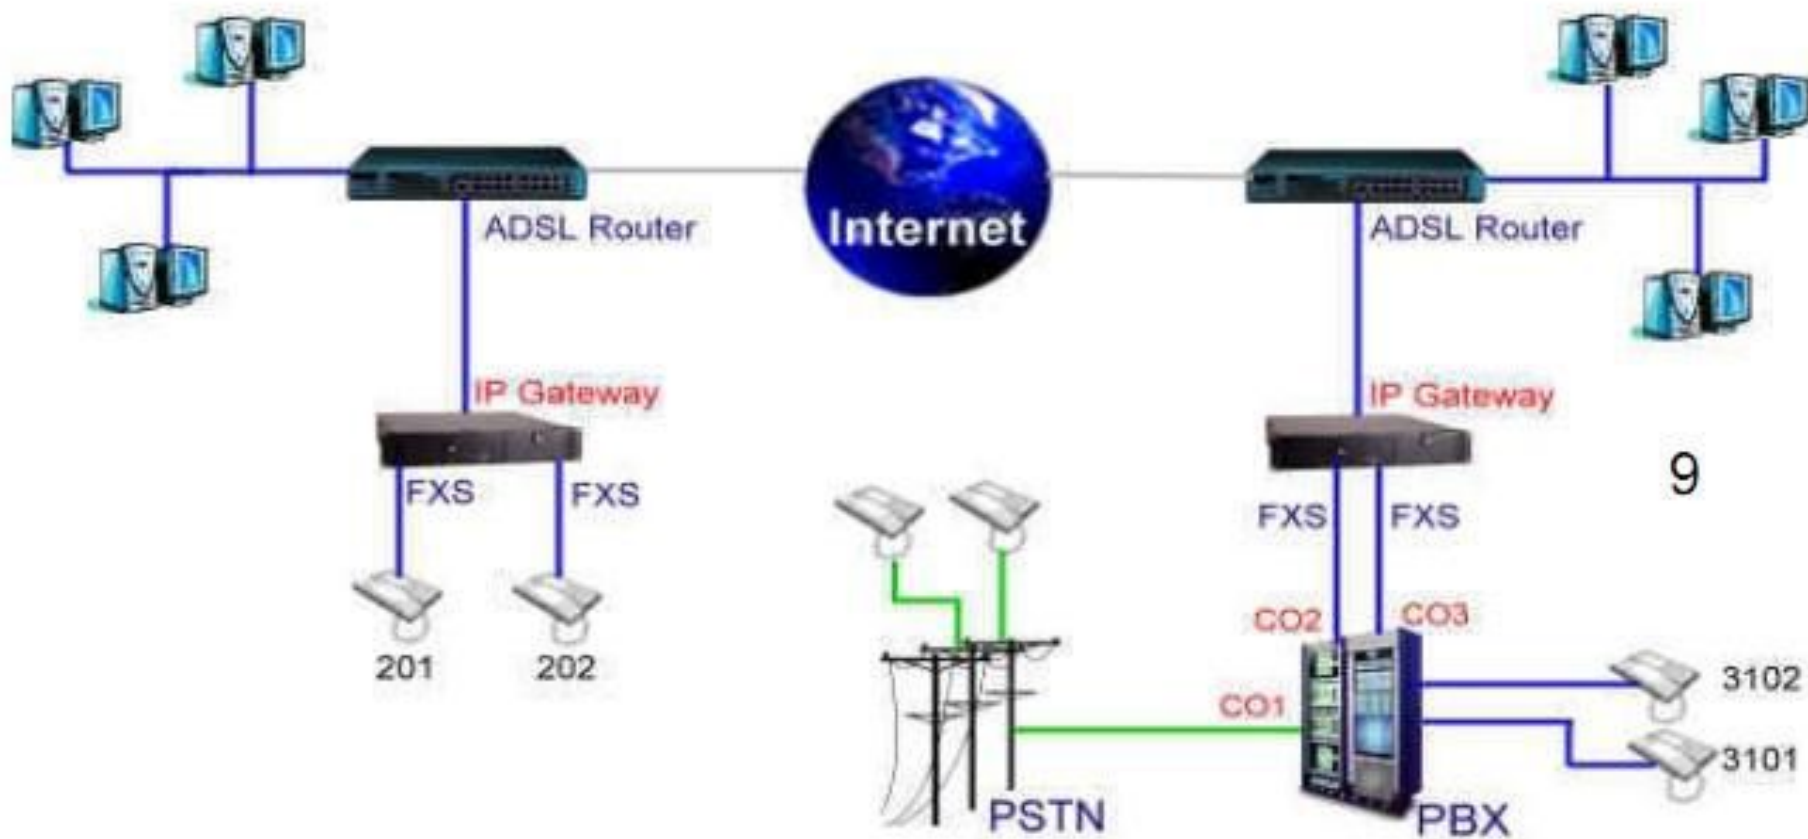 ADSL Router
Internet
ADSL Router
IP Gateway
IP Gateway
9
FXS
FXS
FXS
FXS
CO2
CO3
201
202
3102
CO1
3101
PSTN
PBX